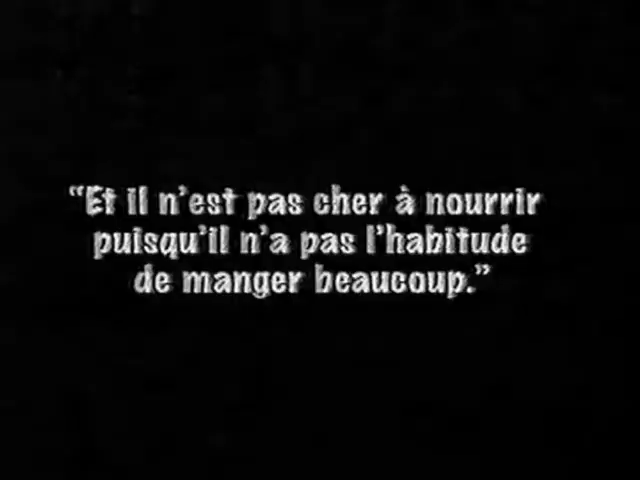 “Et il n’est pas cher à nourrir
puisqu’il n’a pas l’habitude
de manger beaucoup.”